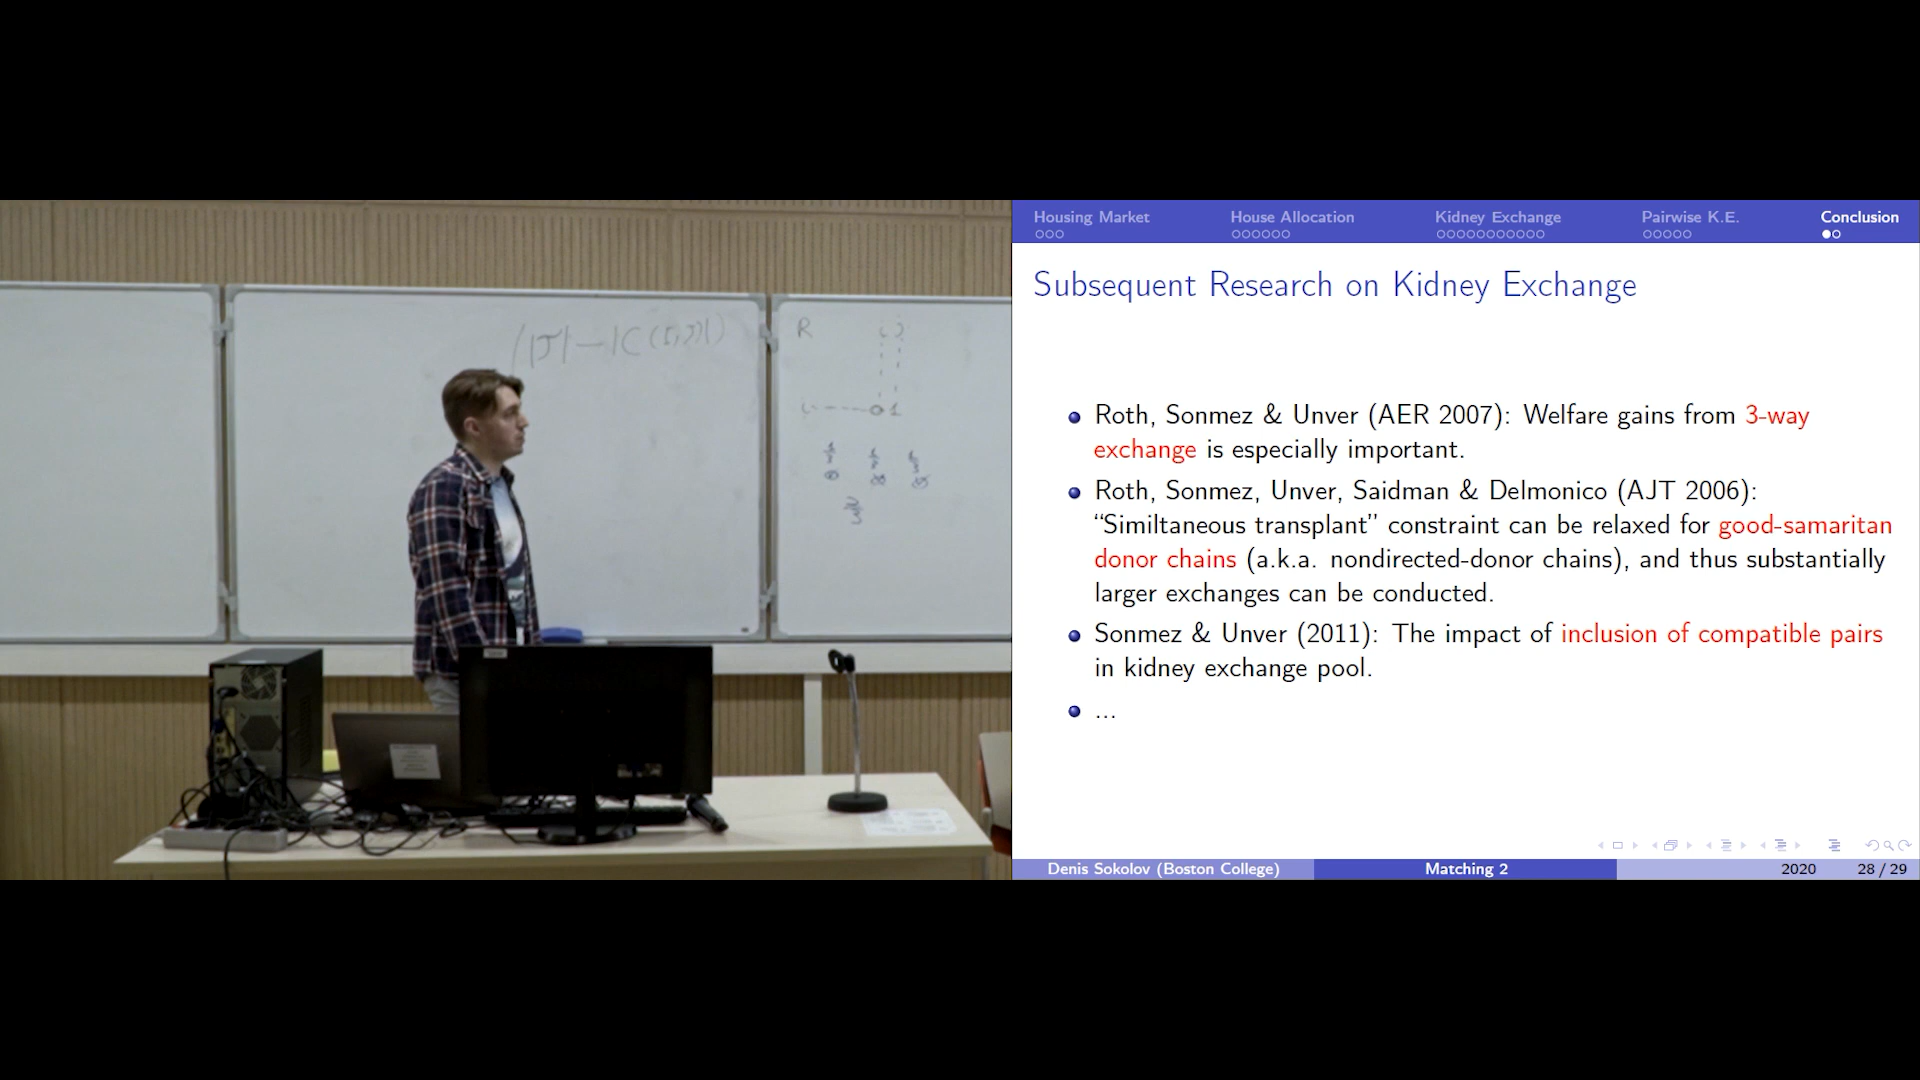 (|J|-|C(I,J)|)
R
1
Housing Market
House Allocation
Kidney Exchange
Pairwise K.E.
Conclusion
Subsequent Research on Kidney Exchange
Roth, Sonmez & Unver (AER 2007): Welfare gains from 3-way
exchange is especially important.
Roth, Sonmez, Unver, Saidman & Delmonico (AJT 2006):
“Similtaneous transplant” constraint can be relaxed for good-samaritan
donor chains (a.k.a. nondirected-donor chains), and thus substantially
larger exchanges can be conducted.
Sonmez & Unver (2011): The impact of inclusion of compatible pairs
in kidney exchange pool.
...
Denis Sokolov (Boston College)
Matching 2
2020
28 / 29